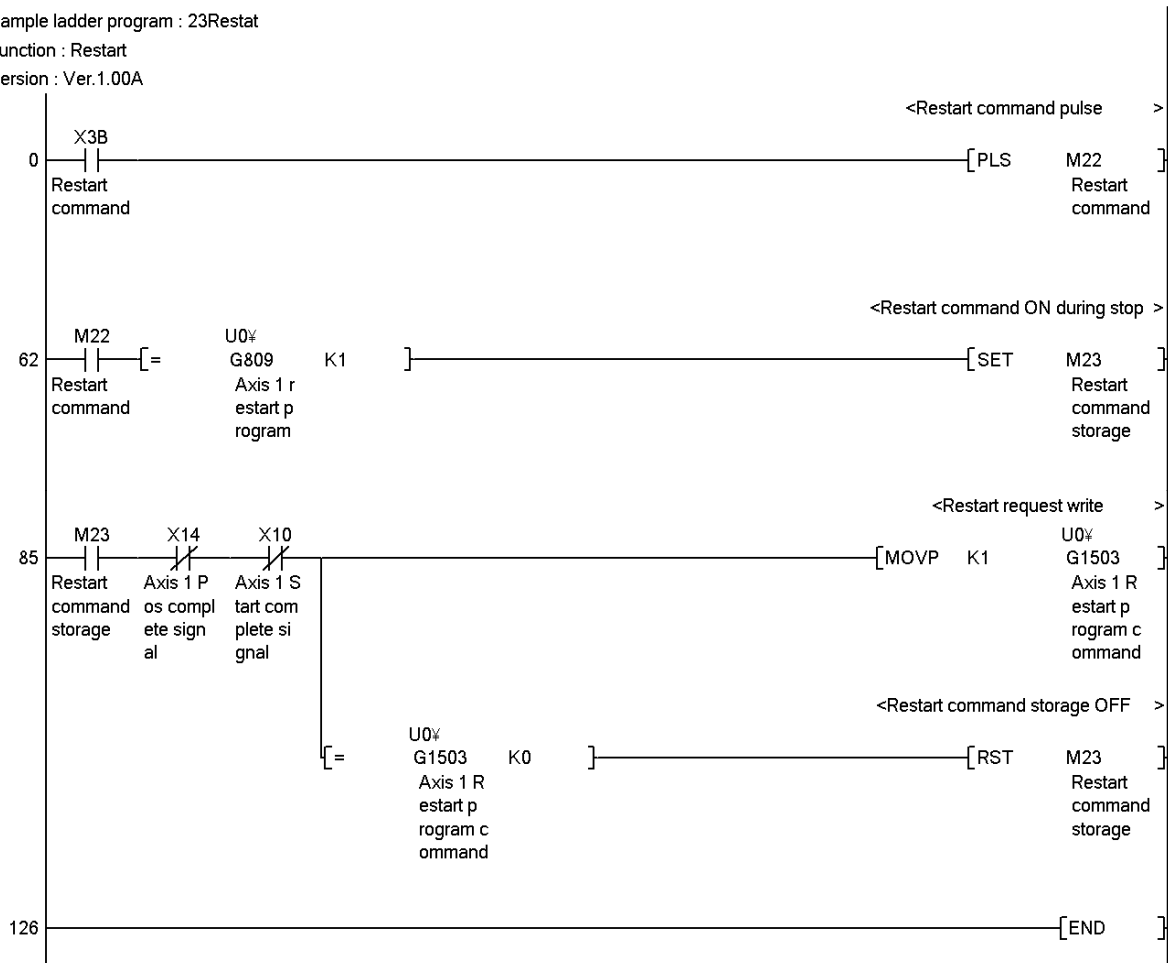 ample ladder program : 23Restat
unction : Restart
ersion : Ver.1.00A
<Restart command pulse >
X3B
0 [PLS M22 ]
Restart command
Restart command
<Restart command ON during stop >
M22 U0¥
62 [= G809 K1 ] [SET M23 ]
Restart Axis 1 r Restart
command estart p command
rogram storage
<Restart request write >
M23 X14 X10 U0¥
85 [MOVP K1 G1503 ]
Restart Axis 1 P Axis 1 S Axis 1 R
command os compl tart com estart p
storage ete sign plete si rogram c
al gnal ommand
<Restart command storage OFF >
U0¥
[= G1503 K0 ] [RST M23 ]
Axis 1 R Restart
estart p command
rogram c storage
ommand
126 [END ]